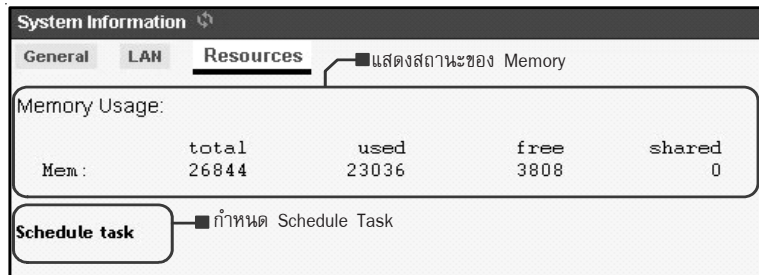 System Information
General LAN Resources
แสดงสถานะของ Memory
Memory Usage:
total used free shared
Mem: 26844 23036 3808 0
กำหนด Schedule Task
Schedule task